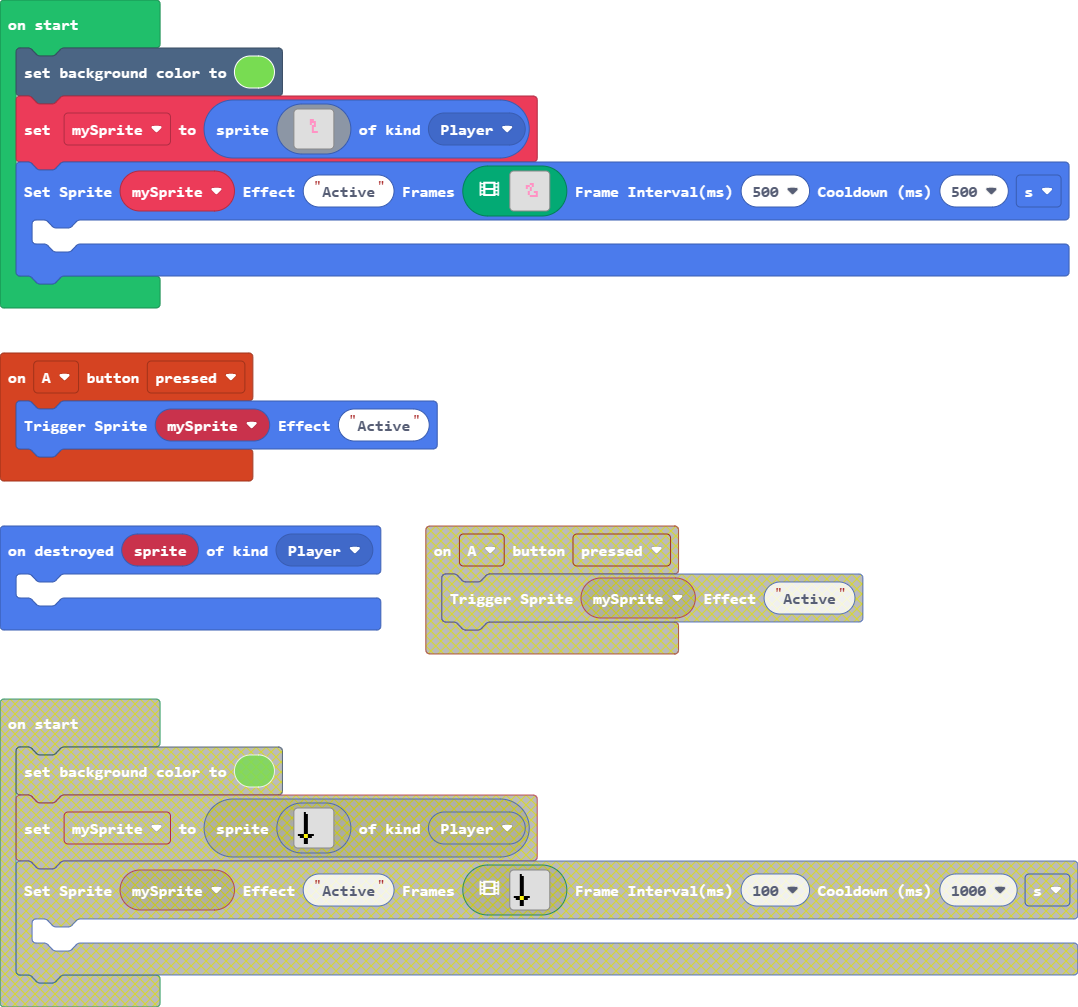 on start
set background color to
set mySprite to sprite of kind Player
Set Sprite mySprite Effect "Active" Frames Frame Interval(ms) 500 Cooldown (ms) 500 s
on A button pressed
Trigger Sprite mySprite Effect "Active"
on destroyed sprite of kind Player
on A button pressed
Trigger Sprite mySprite Effect "Active"
on start
set background color to
set mySprite to sprite of kind Player
Set Sprite mySprite Effect "Active" Frames Frame Interval(ms) 100 Cooldown (ms) 1000 s